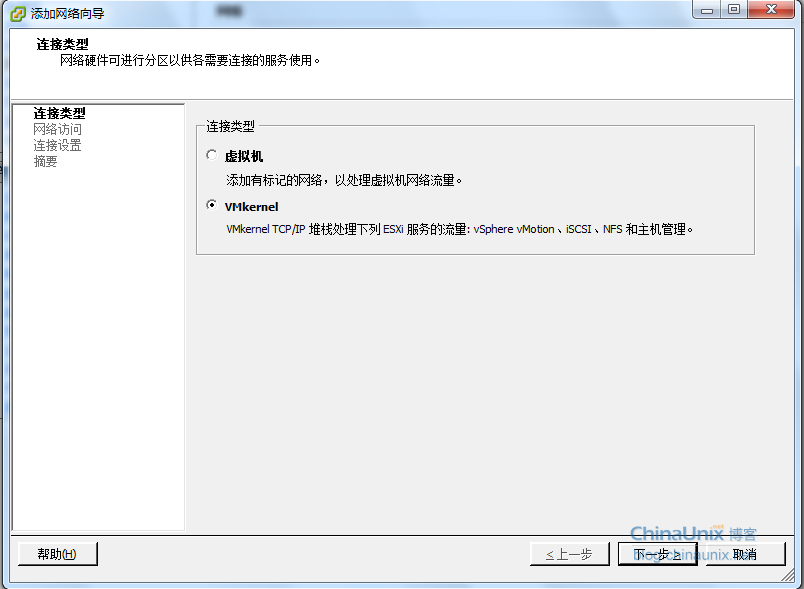 添加网络向导
连接类型
网络硬件可进行分区以供各需要连接的服务使用。
连接类型
网络访问
连接设置
摘要
连接类型
虚拟机
添加有标记的网络，以处理虚拟机网络流量。
VMkernel
VMkernel TCP/IP 堆栈处理下列 ESXi 服务的流量: vSphere vMotion、iSCSI、NFS 和主机管理。
ChinaUnix.net 博客
帮助(H)
<上一步
下一步 >
取消
blog.chinaunix.net